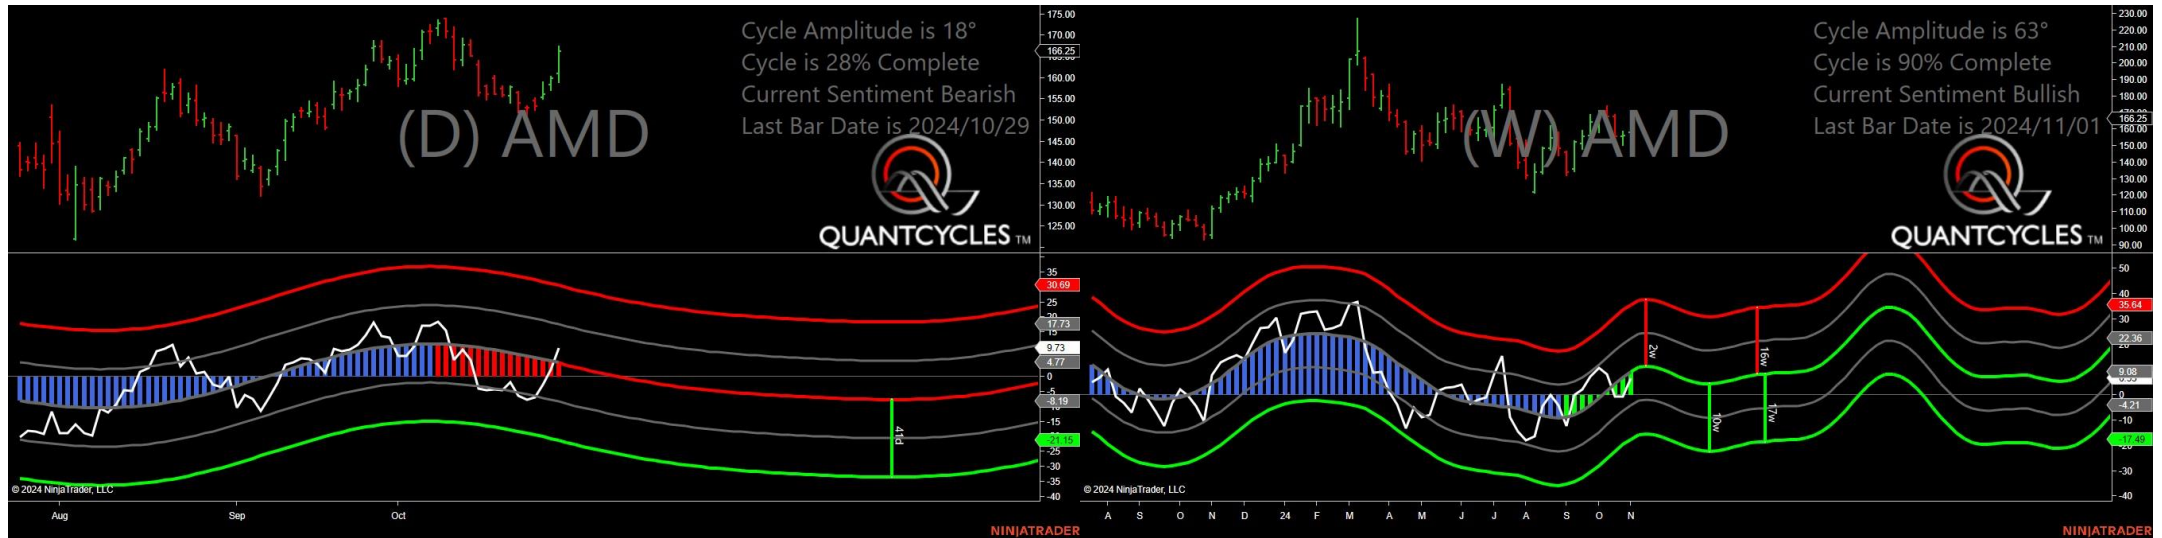 Cycle Amplitude is 18°
Cycle is 28% Complete
Current Sentiment Bearish
Last Bar Date is 2024/10/29
(D) AMD
QUANTCYCLES TM
175.00
170.00
166.25
160.00
155.00
150.00
145.00
140.00
135.00
130.00
125.00
35
30.69
25
17.73
15
9.73
4.77
0
-5
-8.19
-15
-21.15
-25
-30
-35
-40
41d
© 2024 NinjaTrader, LLC
Aug Sep Oct
NINJATRADER
Cycle Amplitude is 63°
Cycle is 90% Complete
Current Sentiment Bullish
Last Bar Date is 2024/11/01
(W) AMD
QUANTCYCLES TM
230.00
220.00
210.00
200.00
190.00
180.00
170.00
166.25
160.00
150.00
140.00
130.00
120.00
110.00
100.00
90.00
50
40
35.64
30
22.36
9.08
0
-4.21
-10
-17.49
-30
-40
2w
16w
10w
17w
© 2024 NinjaTrader, LLC
A S O N D 24 F M A M J J A S O N
NINJATRADER